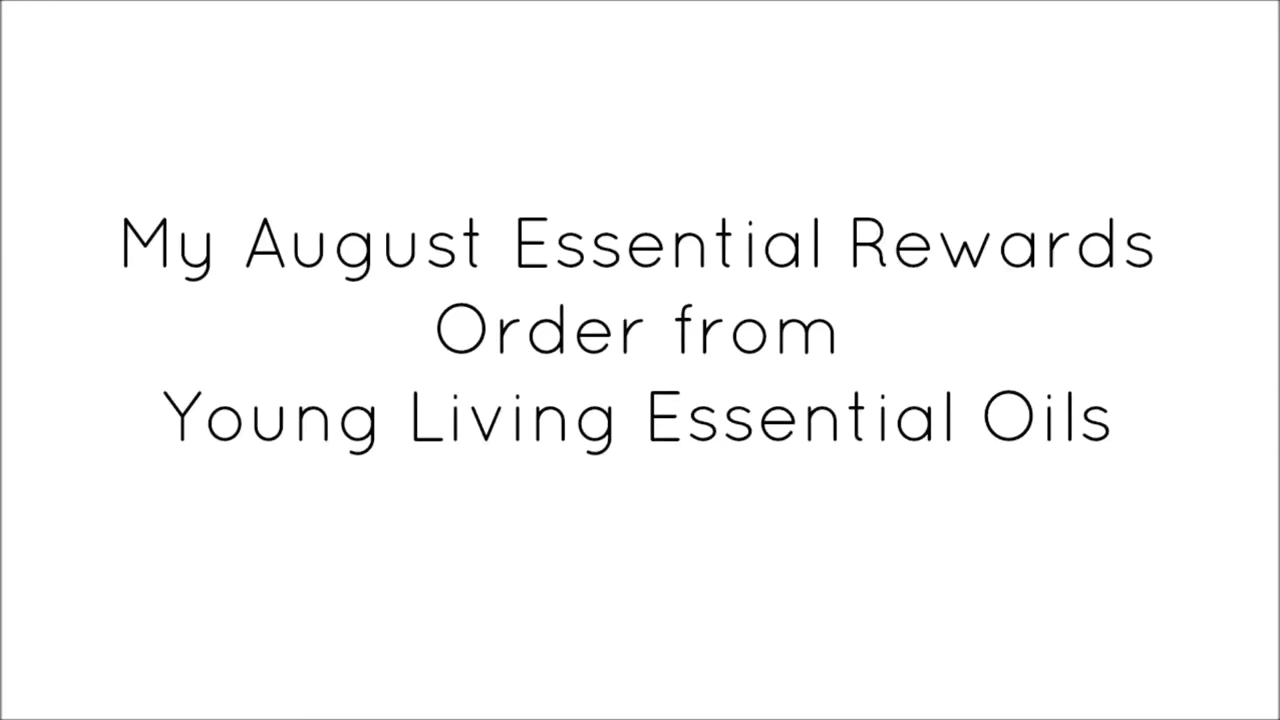 My August Essential Rewards
Order from
Young Living Essential Oils